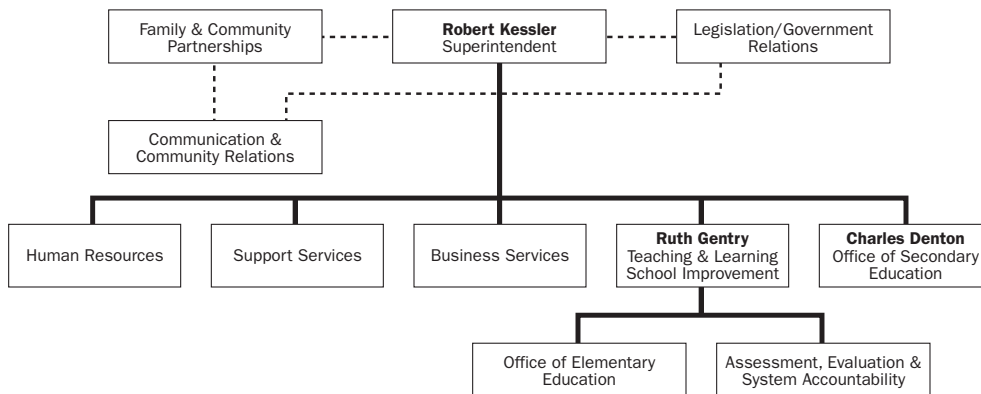 Family & Community
Partnerships
Robert Kessler
Superintendent
Legislation/Government
Relations
Communication &
Community Relations
Human Resources
Support Services
Business Services
Ruth Gentry
Teaching & Learning
School Improvement
Charles Denton
Office of Secondary
Education
Office of Elementary
Education
Assessment, Evaluation &
System Accountability